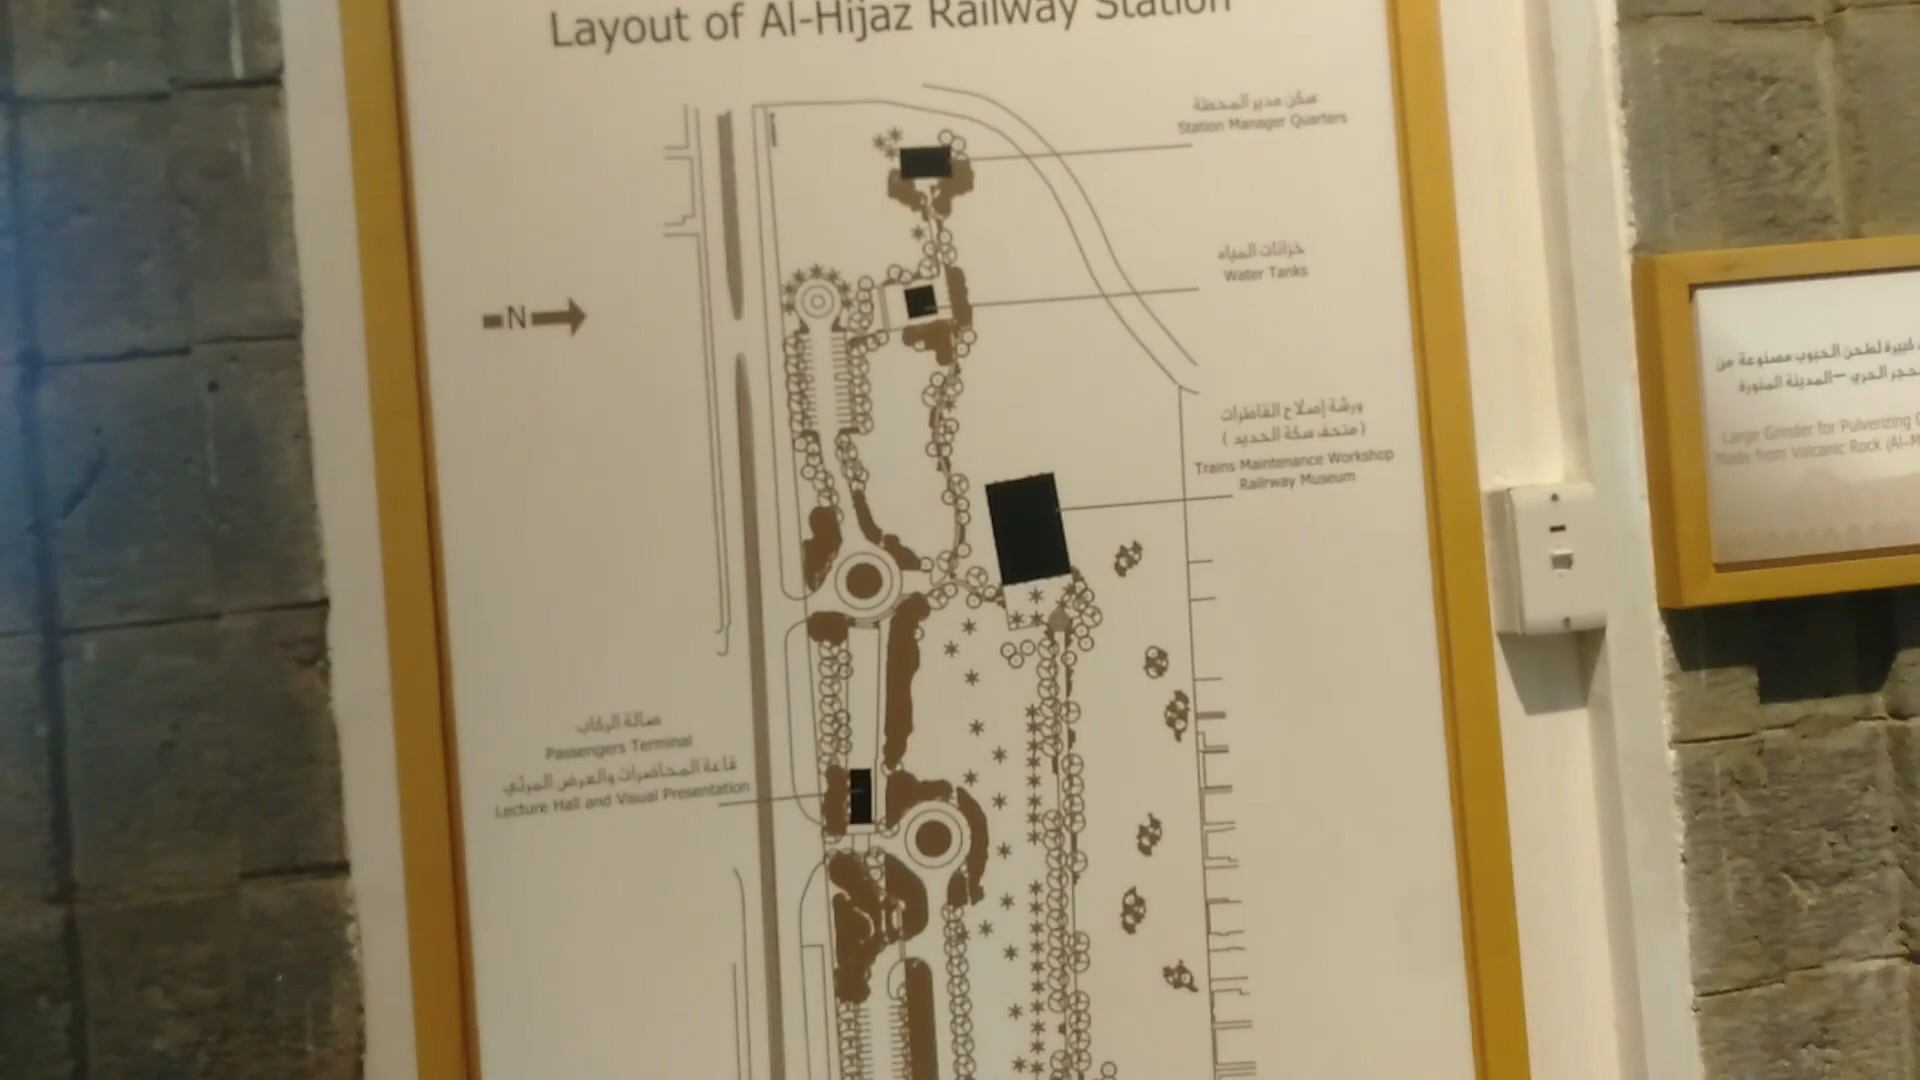 Layout of Al-Hijaz Railway Station
سكن مدير المحطة
Station Manager Quarters
خزانات المياه
Water Tanks
N
ورشة إصلاح القاطرات
( متحف سكة الحديد )
Trains Maintenance Workshop
Railrway Museum
صالة الركاب
Passengers Terminal
قاعة المحاضرات والعرض المرئي
Lecture Hall and Visual Presentation
كبيرة لطحن الحبوب مصنوعة من
الحري - المدينة المنورة
Large Grinder for Pulverizing
Made from Volcanic Rock